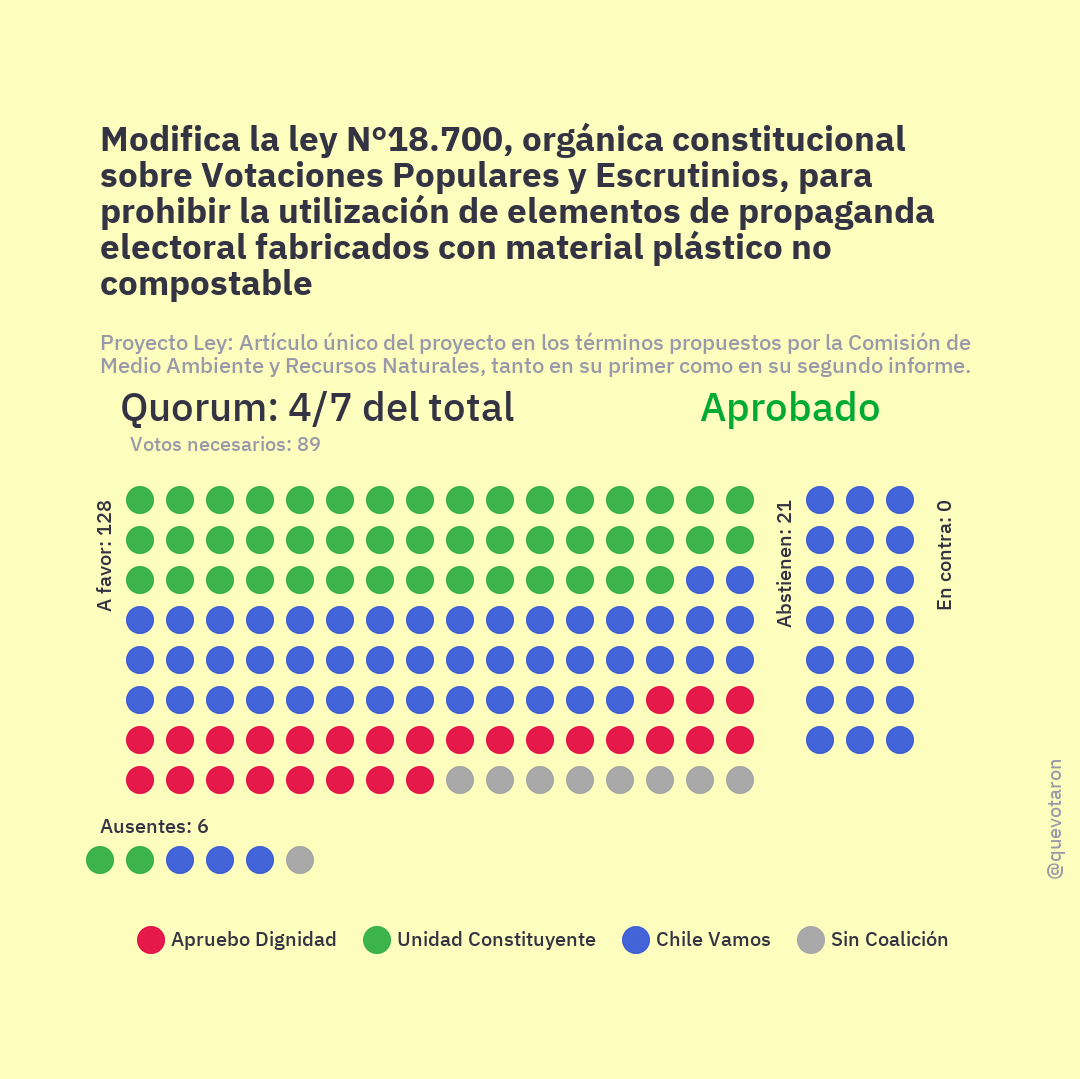 Modifica la ley N°18.700, orgánica constitucional
sobre Votaciones Populares y Escrutinios, para
prohibir la utilización de elementos de propaganda
electoral fabricados con material plástico no
compostable
Proyecto Ley: Artículo único del proyecto en los términos propuestos por la Comisión de
Medio Ambiente y Recursos Naturales, tanto en su primer como en su segundo informe.
Quorum: 4/7 del total
Aprobado
Votos necesarios: 89
A favor: 128
Abstienen: 21
En contra: 0
Ausentes: 6
@quevotaron
Apruebo Dignidad
Unidad Constituyente
Chile Vamos
Sin Coalición